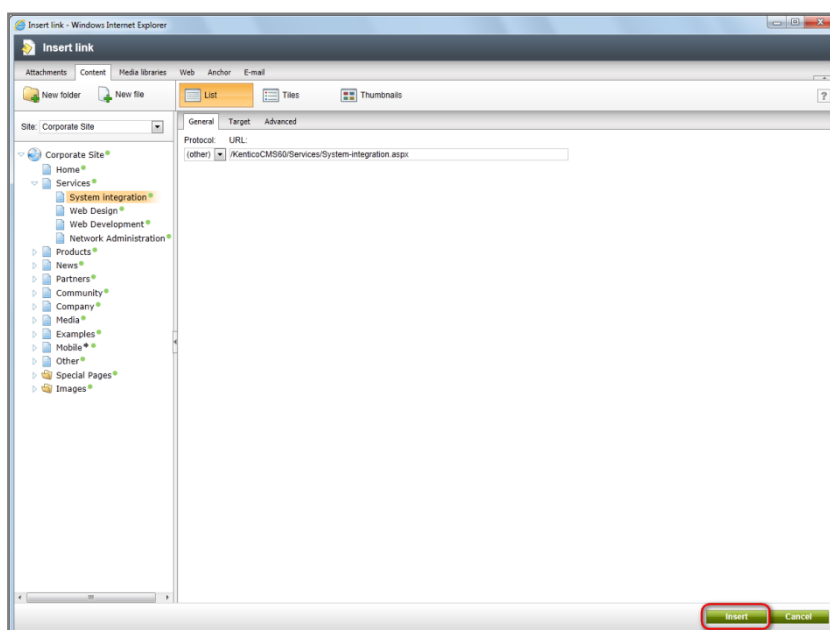 Insert link - Windows Internet Explorer
Insert link
Attachments Content Media libraries Web Anchor E-mail
New folder New file List Tiles Thumbnails ?
Site: Corporate Site
General Target Advanced
Protocol: URL:
(other) /KenticoCMS60/Services/System-integration.aspx
Corporate Site
Home
Services
System integration
Web Design
Web Development
Network Administration
Products
News
Partners
Community
Company
Media
Examples
Mobile
Other
Special Pages
Images
Insert Cancel